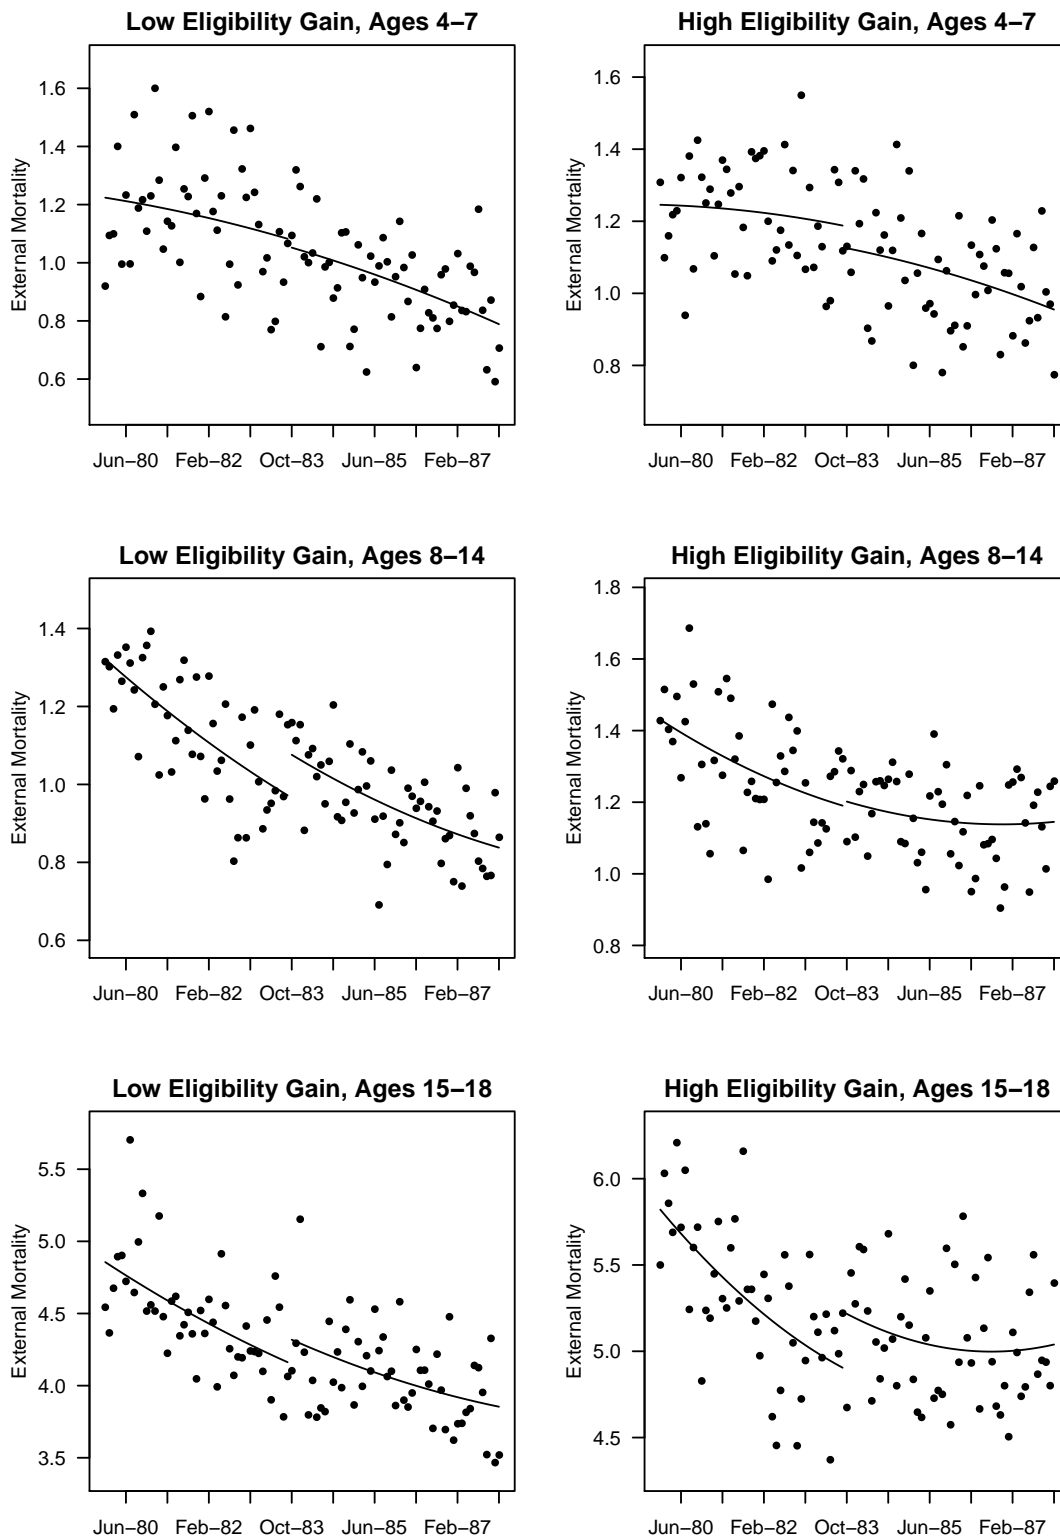 Low Eligibility Gain, Ages 4–7
External Mortality
1.6
1.4
1.2
1.0
0.8
0.6
Jun–80 Feb–82 Oct–83 Jun–85 Feb–87
High Eligibility Gain, Ages 4–7
External Mortality
1.6
1.4
1.2
1.0
0.8
Jun–80 Feb–82 Oct–83 Jun–85 Feb–87
Low Eligibility Gain, Ages 8–14
External Mortality
1.4
1.2
1.0
0.8
0.6
Jun–80 Feb–82 Oct–83 Jun–85 Feb–87
High Eligibility Gain, Ages 8–14
External Mortality
1.8
1.6
1.4
1.2
1.0
0.8
Jun–80 Feb–82 Oct–83 Jun–85 Feb–87
Low Eligibility Gain, Ages 15–18
External Mortality
5.5
5.0
4.5
4.0
3.5
Jun–80 Feb–82 Oct–83 Jun–85 Feb–87
High Eligibility Gain, Ages 15–18
External Mortality
6.0
5.5
5.0
4.5
Jun–80 Feb–82 Oct–83 Jun–85 Feb–87